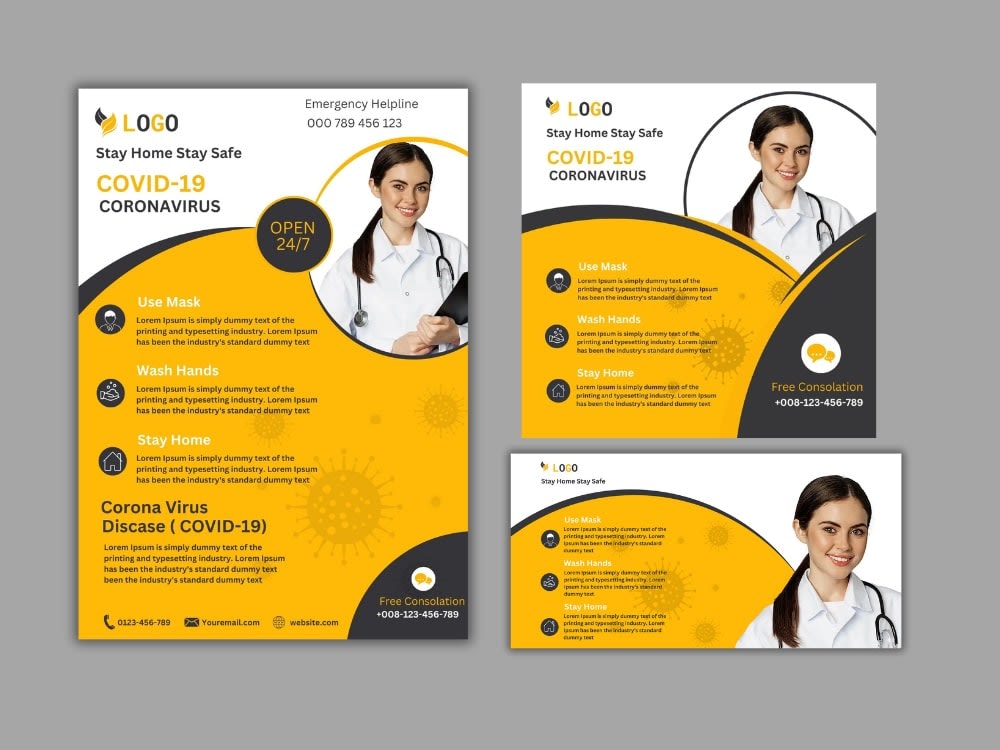 LOGO
Emergency Helpline
000 789 456 123
Stay Home Stay Safe
COVID-19
CORONAVIRUS
OPEN
24/7
Use Mask
Lorem Ipsum is simply dummy text of the
printing and typesetting industry. Lorem Ipsum
has been the industry's standard dummy text
Wash Hands
Lorem Ipsum is simply dummy text of the
printing and typesetting industry. Lorem Ipsum
has been the industry's standard dummy text
Stay Home
Lorem Ipsum is simply dummy text of the
printing and typesetting industry. Lorem Ipsum
has been the industry's standard dummy text
Corona Virus
Discase ( COVID-19)
Lorem Ipsum is simply dummy text of the
printing and typesetting industry. Lorem Ipsum
has been the industry's standard dummy text
been the industry's standard dummy text
Free Consolation
+008-123-456-789
0123-456-789 Youremail.com website.com
LOGO
Stay Home Stay Safe
COVID-19
CORONAVIRUS
Use Mask
Lorem Ipsum is simply dummy text of the
printing and typesetting industry. Lorem Ipsum
has been the industry's standard dummy text
Wash Hands
Lorem Ipsum is simply dummy text of the
printing and typesetting industry. Lorem Ipsum
has been the industry's standard dummy text
Stay Home
Lorem Ipsum is simply dummy text of the
printing and typesetting industry. Lorem Ipsum
has been the industry's standard dummy text
Free Consolation
+008-123-456-789
LOGO
Stay Home Stay Safe
Use Mask
Lorem Ipsum is simply dummy text of the
printing and typesetting industry. Lorem
Ipsum has been the industry's standard
dummy text
Wash Hands
Lorem Ipsum is simply dummy text of the
printing and typesetting industry. Lorem
Ipsum has been the industry's standard
dummy text
Stay Home
Lorem Ipsum is simply dummy text of the
printing and typesetting industry. Lorem
Ipsum has been the industry's standard
dummy text